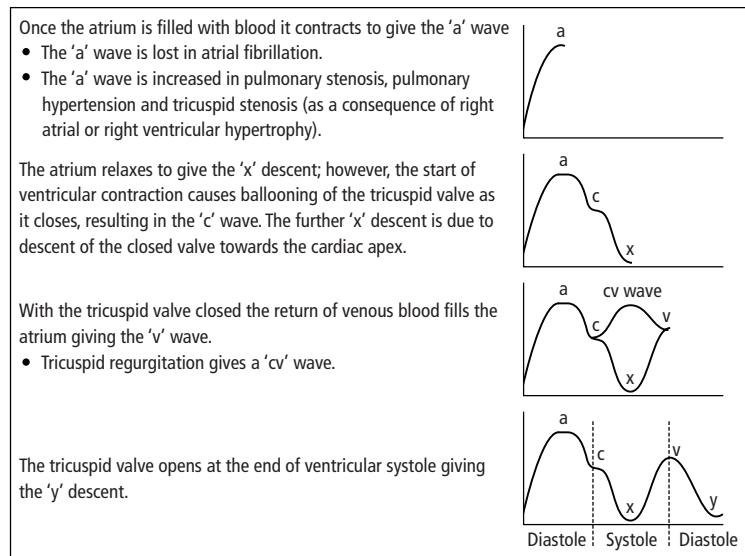 Once the atrium is filled with blood it contracts to give the ‘a’ wave
• The ‘a’ wave is lost in atrial fibrillation.
• The ‘a’ wave is increased in pulmonary stenosis, pulmonary
hypertension and tricuspid stenosis (as a consequence of right
atrial or right ventricular hypertrophy).
a
The atrium relaxes to give the ‘x’ descent; however, the start of
ventricular contraction causes ballooning of the tricuspid valve as
it closes, resulting in the ‘c’ wave. The further ‘x’ descent is due to
descent of the closed valve towards the cardiac apex.
a
c
x
With the tricuspid valve closed the return of venous blood fills the
atrium giving the ‘v’ wave.
• Tricuspid regurgitation gives a ‘cv’ wave.
a
cv wave
c
v
x
The tricuspid valve opens at the end of ventricular systole giving
the ‘y’ descent.
a
c
v
x
y
Diastole Systole Diastole